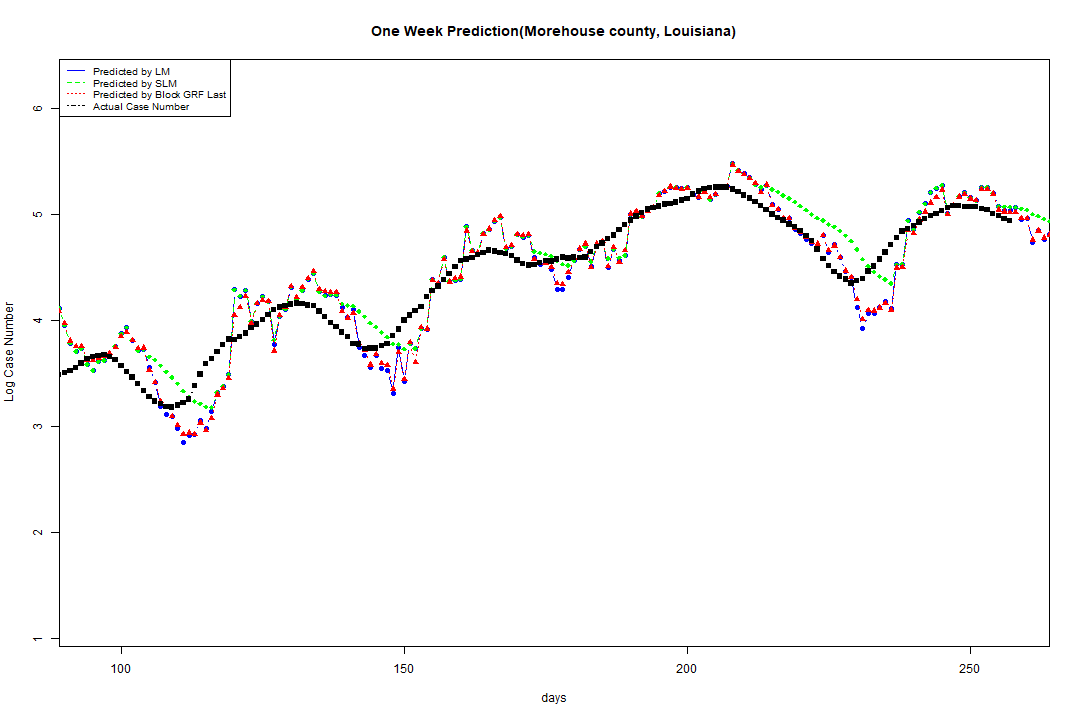 One Week Prediction(Morehouse county, Louisiana)
Predicted by LM
Predicted by SLM
Predicted by Block GRF Last
Actual Case Number
6
5
4
3
2
1
Log Case Number
100 150 200 250
days